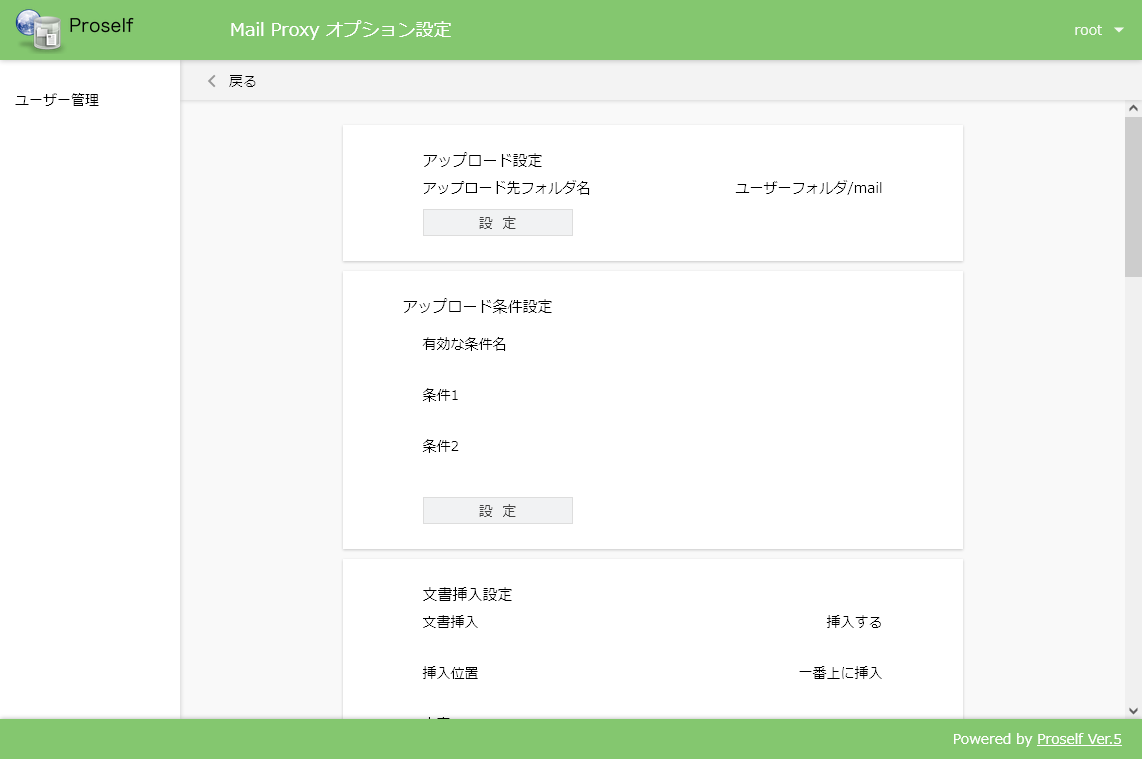 Proself
Mail Proxy オプション設定
root
ユーザー管理
戻る
アップロード設定
アップロード先フォルダ名 ユーザーフォルダ/mail
設 定
アップロード条件設定
有効な条件名
条件1
条件2
設 定
文書挿入設定
文書挿入 挿入する
挿入位置 一番上に挿入
Powered by Proself Ver.5